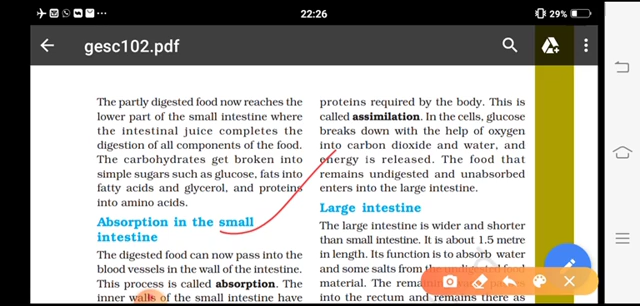 22:26
29%
gesc102.pdf
The partly digested food now reaches the
lower part of the small intestine where
the intestinal juice completes the
digestion of all components of the food.
The carbohydrates get broken into
simple sugars such as glucose, fats into
fatty acids and glycerol, and proteins
into amino acids.
Absorption in the small
intestine
The digested food can now pass into the
blood vessels in the wall of the intestine.
This process is called absorption. The
inner walls of the small intestine have
proteins required by the body. This is
called assimilation. In the cells, glucose
breaks down with the help of oxygen
into carbon dioxide and water, and
energy is released. The food that
remains undigested and unabsorbed
enters into the large intestine.
Large intestine
The large intestine is wider and shorter
than small intestine. It is about 1.5 metre
in length. Its function is to absorb water
and some salts from the undigested food
material. The
into the rectum and remains there as